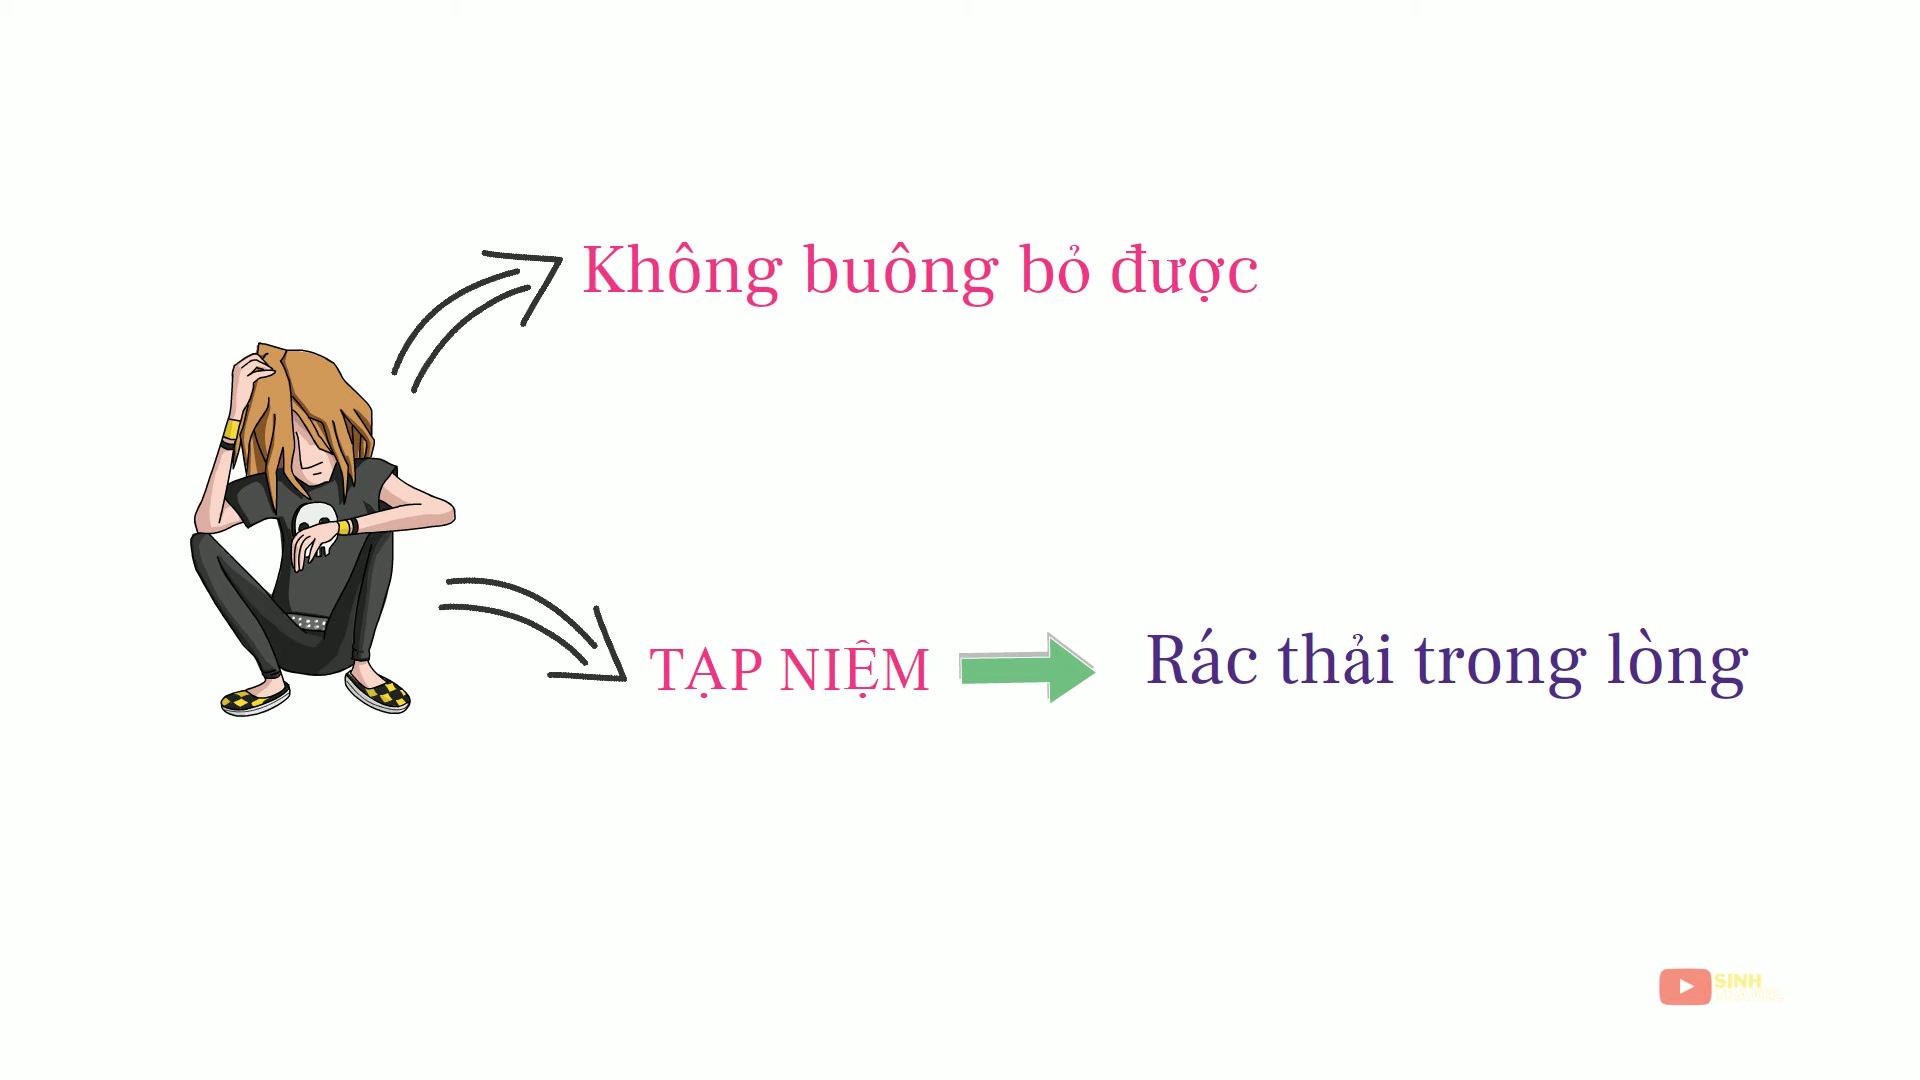 Không buông bỏ được
TẠP NIỆM
Rác thải trong lòng
SINH